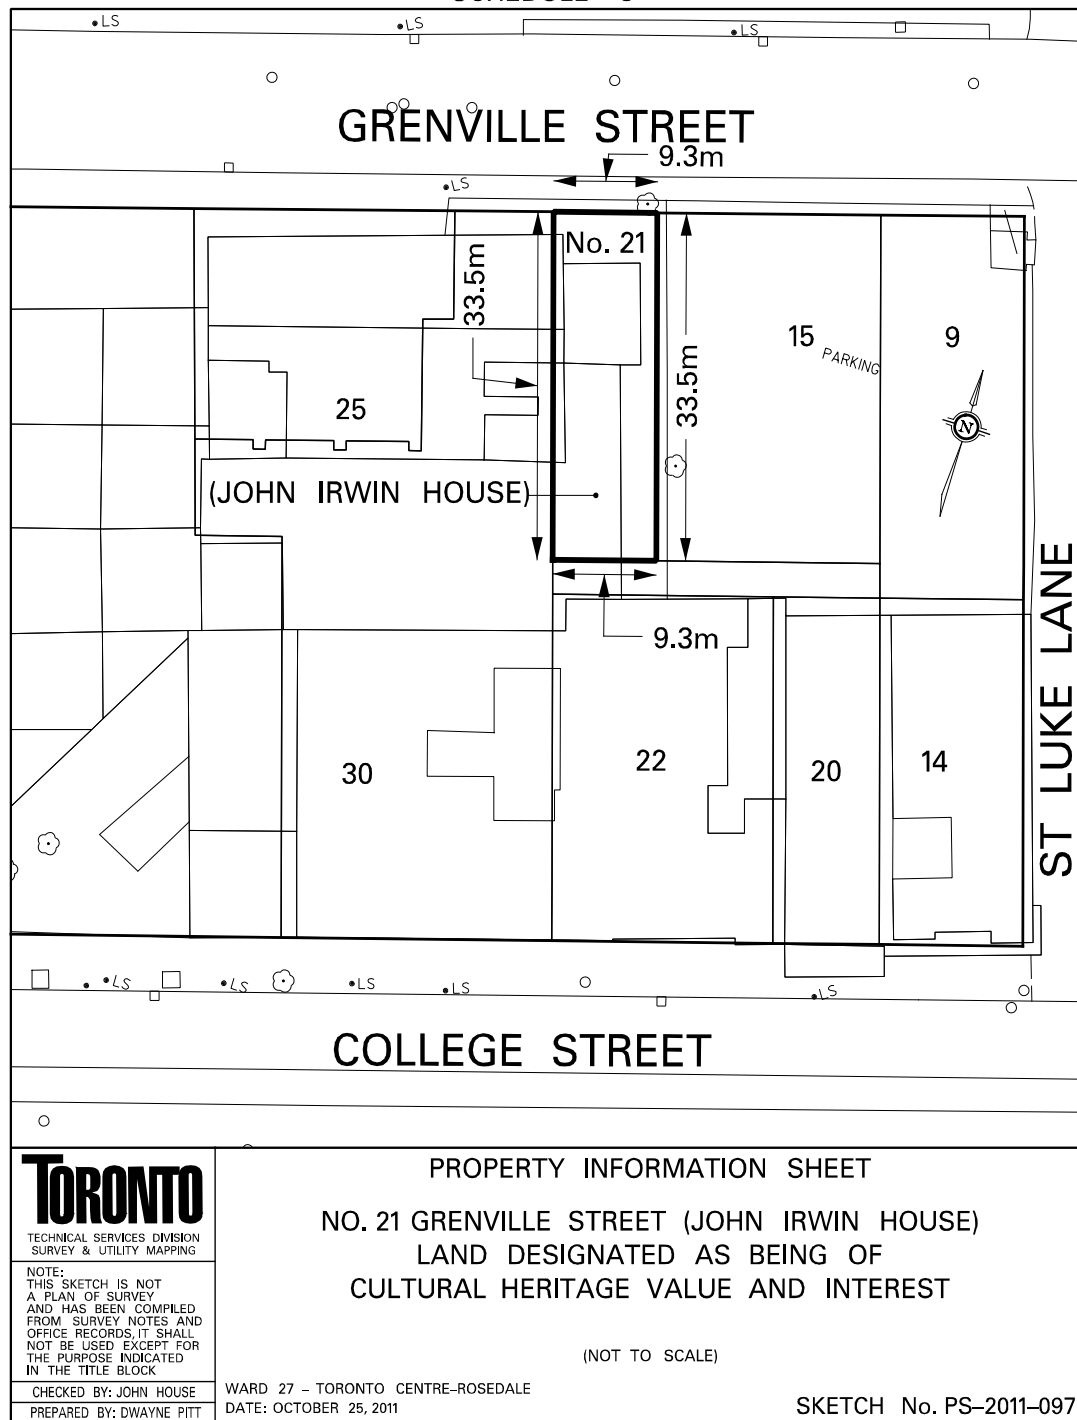 LS
LS
LS
GRENVILLE STREET
9.3m
LS
No. 21
33.5m
33.5m
15
PARKING
9
N
25
(JOHN IRWIN HOUSE)
9.3m
ST LUKE LANE
30
22
20
14
LS
LS
LS
LS
LS
COLLEGE STREET
TORONTO
TECHNICAL SERVICES DIVISION
SURVEY & UTILITY MAPPING
NOTE:
THIS SKETCH IS NOT
A PLAN OF SURVEY
AND HAS BEEN COMPILED
FROM SURVEY NOTES AND
OFFICE RECORDS, IT SHALL
NOT BE USED EXCEPT FOR
THE PURPOSE INDICATED
IN THE TITLE BLOCK
CHECKED BY: JOHN HOUSE
PREPARED BY: DWAYNE PITT
PROPERTY INFORMATION SHEET
NO. 21 GRENVILLE STREET (JOHN IRWIN HOUSE)
LAND DESIGNATED AS BEING OF
CULTURAL HERITAGE VALUE AND INTEREST
(NOT TO SCALE)
WARD 27 – TORONTO CENTRE–ROSEDALE
DATE: OCTOBER 25, 2011
SKETCH No. PS–2011–097